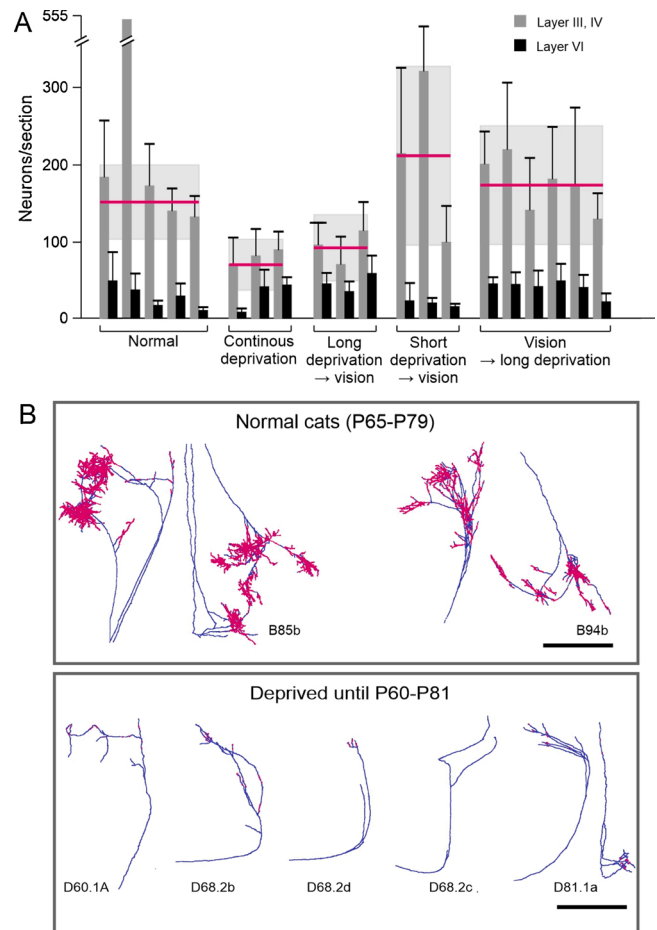 A
555
300
200
100
0
Neurons/section
Layer III, IV
Layer VI
Normal
Continous
deprivation
Long
deprivation
→ vision
Short
deprivation
→ vision
Vision
→ long deprivation
B
Normal cats (P65-P79)
B85b
B94b
Deprived until P60-P81
D60.1A
D68.2b
D68.2d
D68.2c .
D81.1a